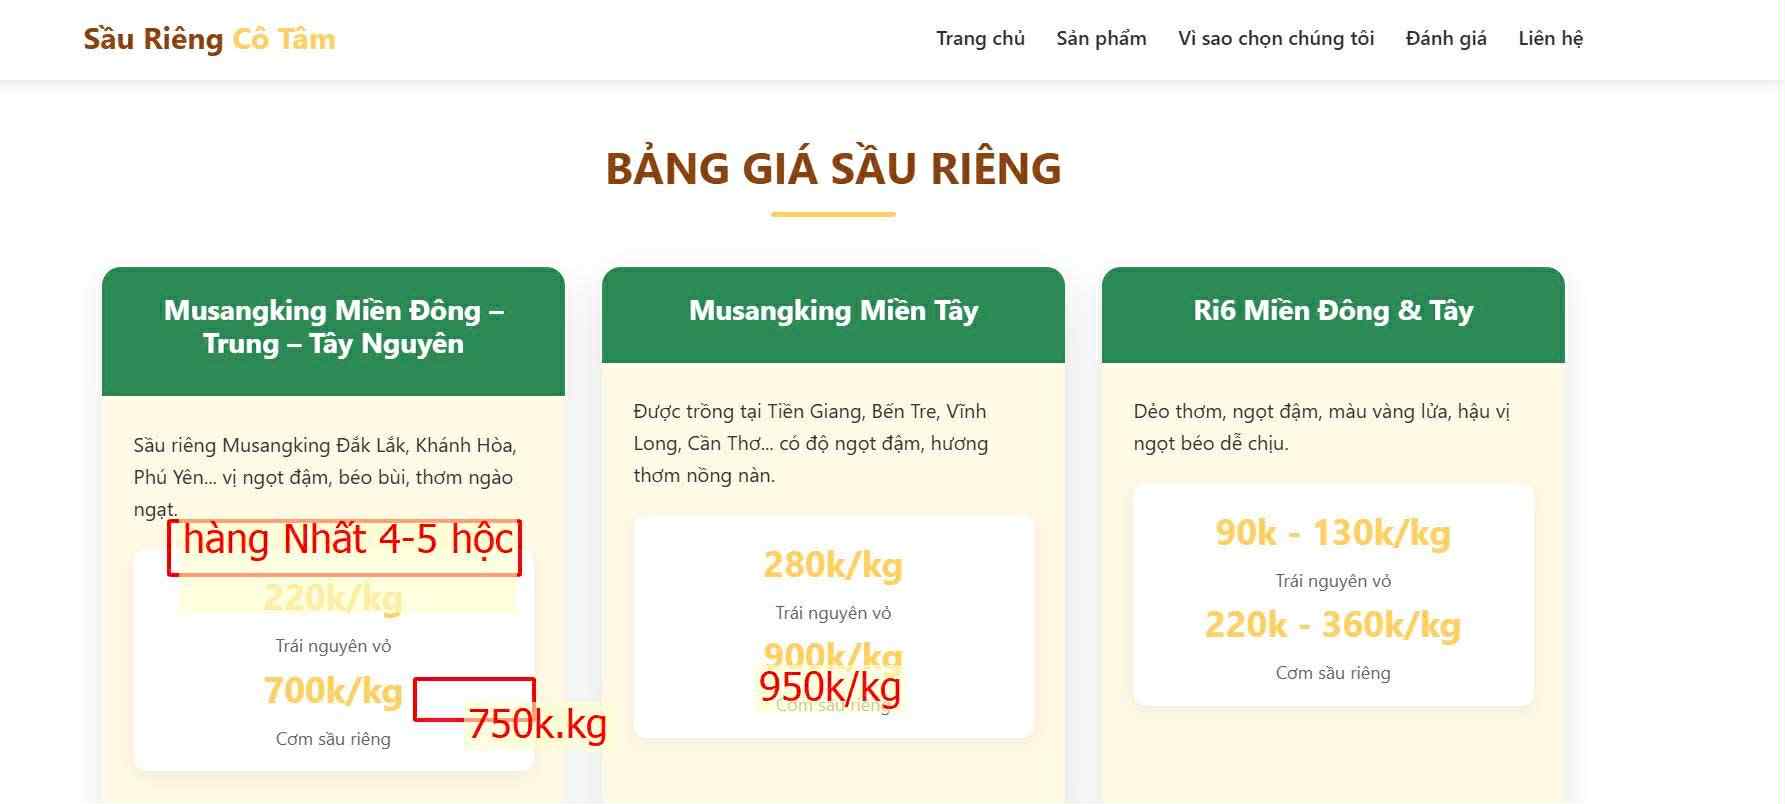 Sầu Riêng Cô Tâm
Trang chủ Sản phẩm Vì sao chọn chúng tôi Đánh giá Liên hệ
BẢNG GIÁ SẦU RIÊNG
Musangking Miền Đông –
Trung – Tây Nguyên
Sầu riêng Musangking Đắk Lắk, Khánh Hòa,
Phú Yên... vị ngọt đậm, béo bùi, thơm ngào
ngạt.
hàng Nhất 4-5 hộc
220k/kg
Trái nguyên vỏ
700k/kg
750k.kg
Cơm sầu riêng
Musangking Miền Tây
Được trồng tại Tiền Giang, Bến Tre, Vĩnh
Long, Cần Thơ... có độ ngọt đậm, hương
thơm nồng nàn.
280k/kg
Trái nguyên vỏ
900k/kg
950k/kg
Cơm sầu riêng
Ri6 Miền Đông & Tây
Dẻo thơm, ngọt đậm, màu vàng lửa, hậu vị
ngọt béo dễ chịu.
90k - 130k/kg
Trái nguyên vỏ
220k - 360k/kg
Cơm sầu riêng